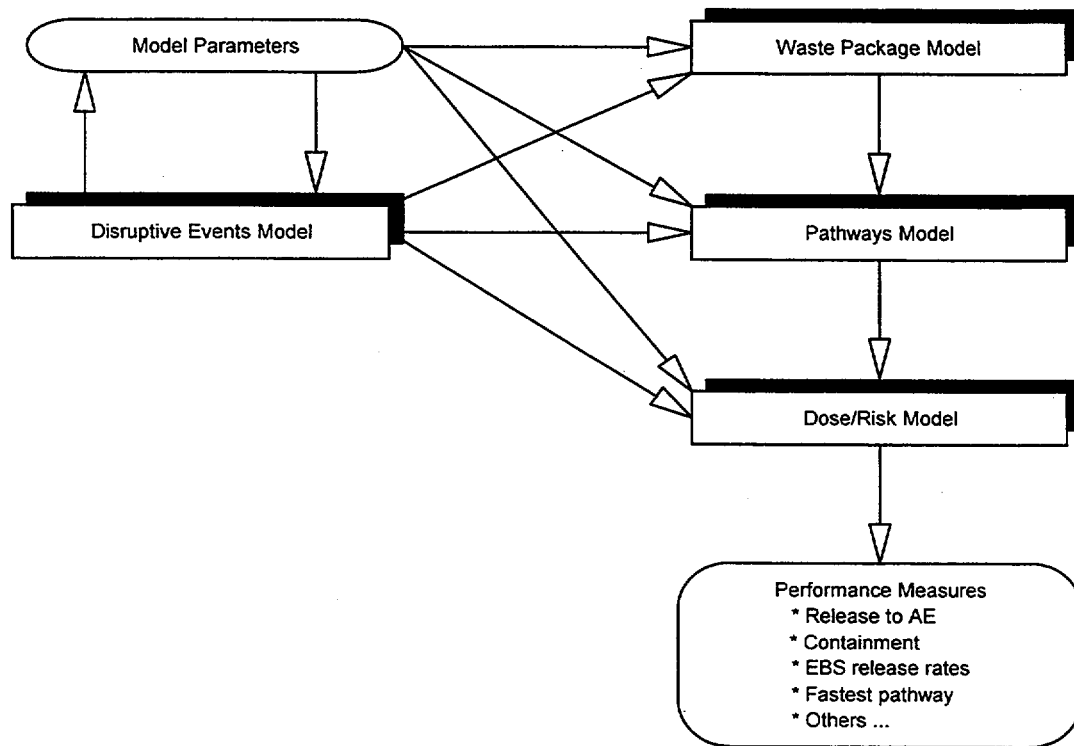 Model Parameters
Waste Package Model
Disruptive Events Model
Pathways Model
Dose/Risk Model
Performance Measures
* Release to AE
* Containment
* EBS release rates
* Fastest pathway
* Others ...